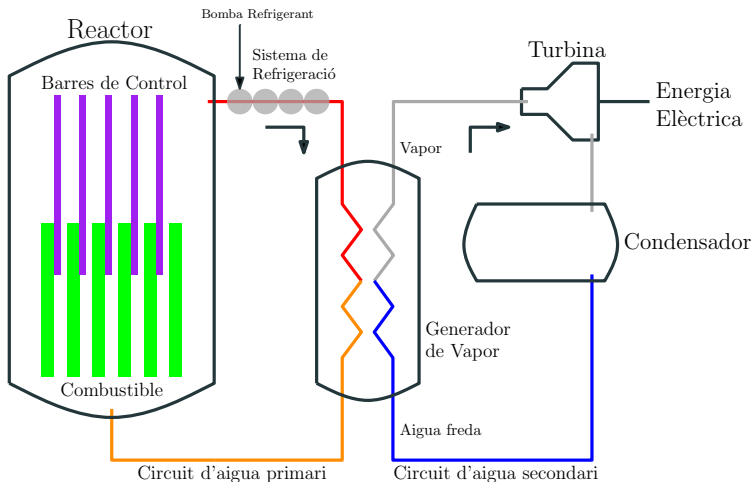 Bomba Refrigerant
Reactor
Sistema de
Refrigeració
Turbina
Barres de Control
Energia
Elèctrica
Vapor
Condensador
Generador
de Vapor
Combustible
Aigua freda
Circuit d'aigua primari
Circuit d'aigua secondari